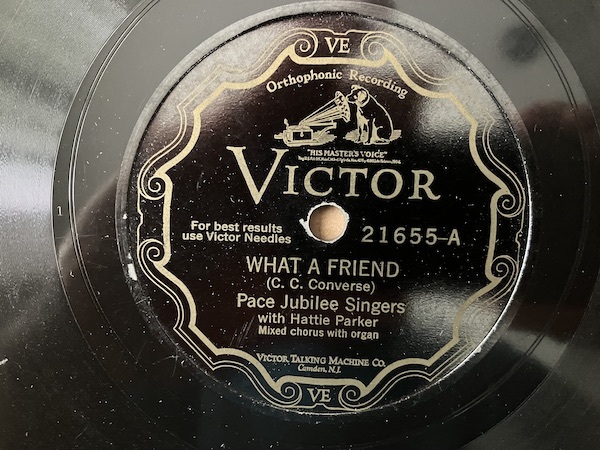 VE
Orthophonic Recording
"HIS MASTER'S VOICE"
VICTOR
For best results
use Victor Needles
21655-A
WHAT A FRIEND
(C. C. Converse)
Pace Jubilee Singers
with Hattie Parker
Mixed chorus with organ
VICTOR TALKING MACHINE CO.
Camden, N.J.
VE
1